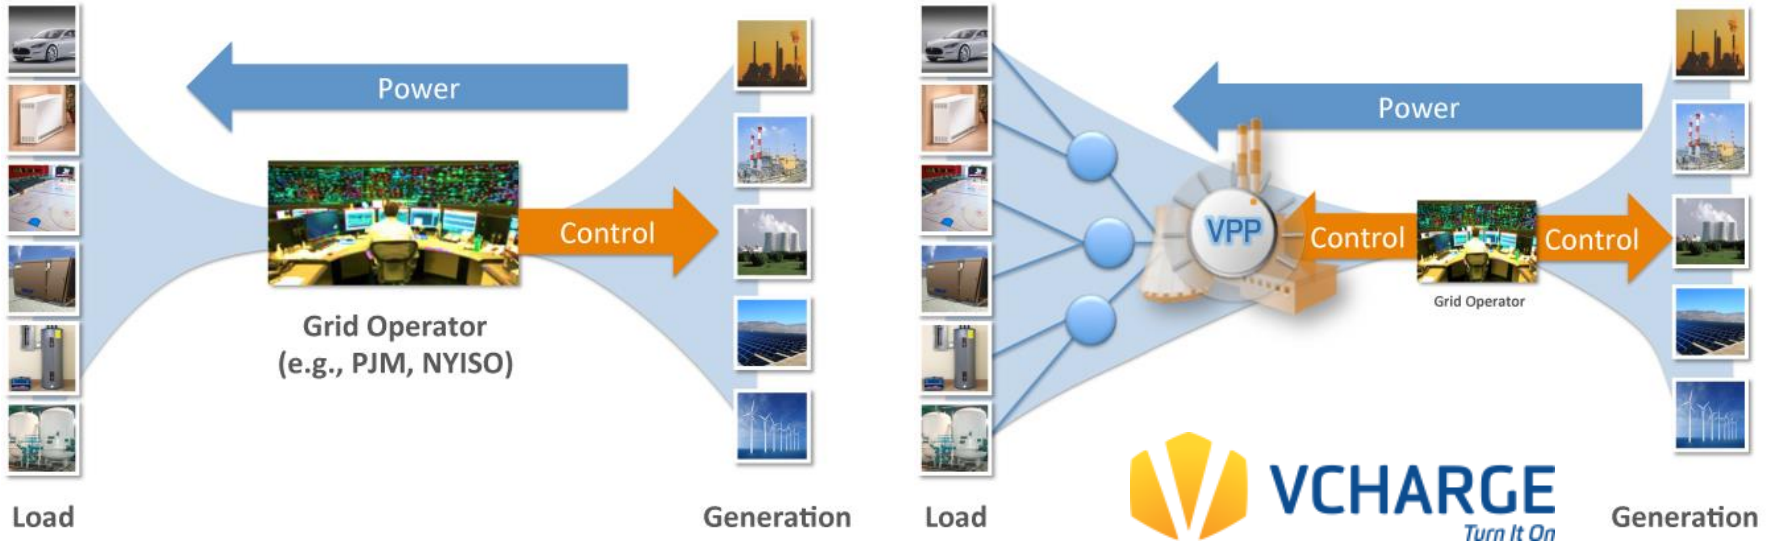 Power
Control
Grid Operator
(e.g., PJM, NYISO)
Load
Generation
Power
VPP
Control
Control
Grid Operator
VCHARGE
Turn It On
Load
Generation